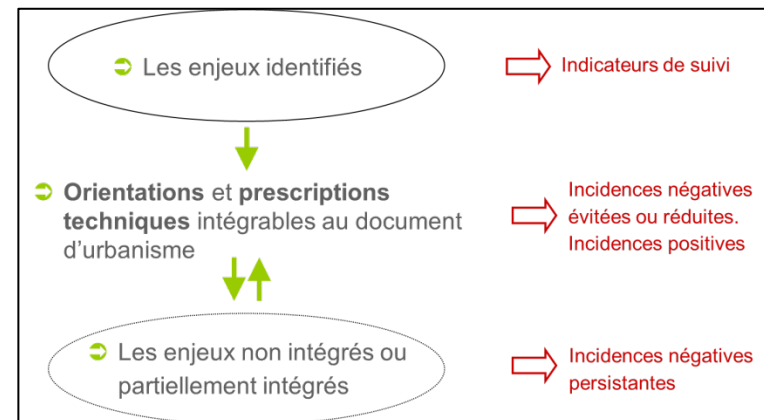 Les enjeux identifiés
Indicateurs de suivi
Orientations et prescriptions
techniques intégrables au document
d'urbanisme
Incidences négatives
évitées ou réduites.
Incidences positives
Les enjeux non intégrés ou
partiellement intégrés
Incidences négatives
persistantes